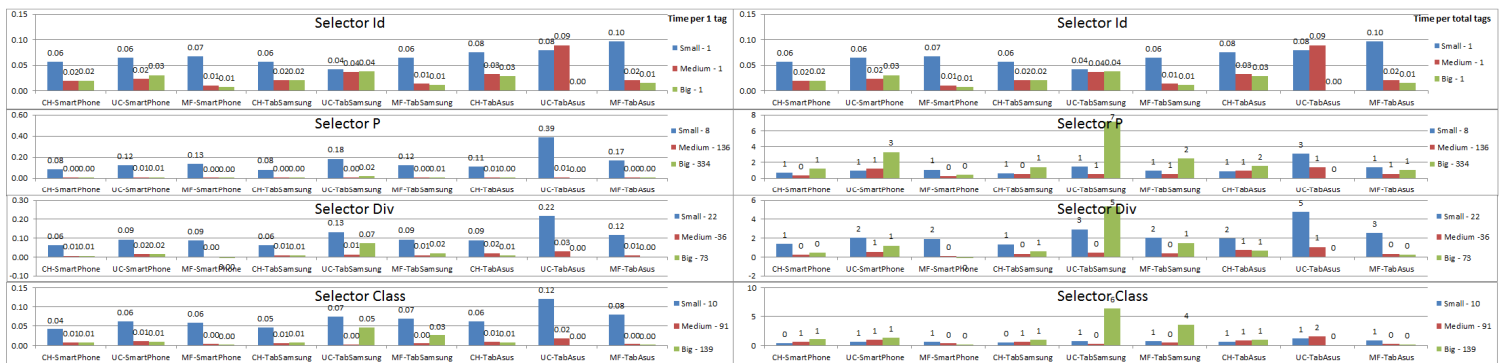 Selector Id
Time per 1 tag
0.15
0.10
0.05
0.00
0.06 0.02 0.02 0.06 0.02 0.03 0.07 0.01 0.01 0.06 0.02 0.02 0.04 0.04 0.04 0.06 0.01 0.01 0.08 0.03 0.03 0.08 0.09 0.00 0.10 0.02 0.01
CH-SmartPhone UC-SmartPhone MF-SmartPhone CH-TabSamsung UC-TabSamsung MF-TabSamsung CH-TabAsus UC-TabAsus MF-TabAsus
Small - 1
Medium - 1
Big - 1
Selector Id
Time per total tags
0.15
0.10
0.05
0.00
0.06 0.02 0.02 0.06 0.02 0.03 0.07 0.01 0.01 0.06 0.02 0.02 0.04 0.04 0.04 0.06 0.01 0.01 0.08 0.03 0.03 0.08 0.09 0.00 0.10 0.02 0.01
CH-SmartPhone UC-SmartPhone MF-SmartPhone CH-TabSamsung UC-TabSamsung MF-TabSamsung CH-TabAsus UC-TabAsus MF-TabAsus
Small - 1
Medium - 1
Big - 1
Selector P
0.60
0.40
0.20
0.00
0.08 0.00 0.00 0.12 0.01 0.01 0.13 0.00 0.00 0.08 0.00 0.00 0.18 0.00 0.02 0.12 0.00 0.01 0.11 0.01 0.00 0.39 0.01 0.00 0.17 0.00 0.00
CH-SmartPhone UC-SmartPhone MF-SmartPhone CH-TabSamsung UC-TabSamsung MF-TabSamsung CH-TabAsus UC-TabAsus MF-TabAsus
Small - 8
Medium - 136
Big - 334
Selector P
8
6
4
2
0
1 0 1 1 1 3 1 0 0 1 0 1 1 1 7 1 1 2 1 1 2 3 1 0 1 1 1
CH-SmartPhone UC-SmartPhone MF-SmartPhone CH-TabSamsung UC-TabSamsung MF-TabSamsung CH-TabAsus UC-TabAsus MF-TabAsus
Small - 8
Medium - 136
Big - 334
Selector Div
0.30
0.20
0.10
0.00
-0.10
0.06 0.01 0.01 0.09 0.02 0.02 0.09 0.00 0.00 0.06 0.01 0.01 0.13 0.01 0.07 0.09 0.01 0.02 0.09 0.02 0.01 0.22 0.03 0.00 0.12 0.01 0.00
CH-SmartPhone UC-SmartPhone MF-SmartPhone CH-TabSamsung UC-TabSamsung MF-TabSamsung CH-TabAsus UC-TabAsus MF-TabAsus
Small - 22
Medium -36
Big - 73
Selector Div
6
4
2
0
-2
1 0 0 2 1 1 2 0 0 1 0 1 3 0 5 2 0 1 2 1 1 5 1 0 3 0 0
CH-SmartPhone UC-SmartPhone MF-SmartPhone CH-TabSamsung UC-TabSamsung MF-TabSamsung CH-TabAsus UC-TabAsus MF-TabAsus
Small - 22
Medium -36
Big - 73
Selector Class
0.15
0.10
0.05
0.00
0.04 0.01 0.01 0.06 0.01 0.01 0.06 0.00 0.00 0.05 0.01 0.01 0.07 0.00 0.05 0.07 0.00 0.03 0.06 0.01 0.01 0.12 0.02 0.00 0.08 0.00 0.00
CH-SmartPhone UC-SmartPhone MF-SmartPhone CH-TabSamsung UC-TabSamsung MF-TabSamsung CH-TabAsus UC-TabAsus MF-TabAsus
Small - 10
Medium - 91
Big - 139
Selector Class
10
5
0
0 1 1 1 1 1 1 0 0 0 1 1 1 0 6 1 0 4 1 1 1 1 2 0 1 0 0
CH-SmartPhone UC-SmartPhone MF-SmartPhone CH-TabSamsung UC-TabSamsung MF-TabSamsung CH-TabAsus UC-TabAsus MF-TabAsus
Small - 10
Medium - 91
Big - 139